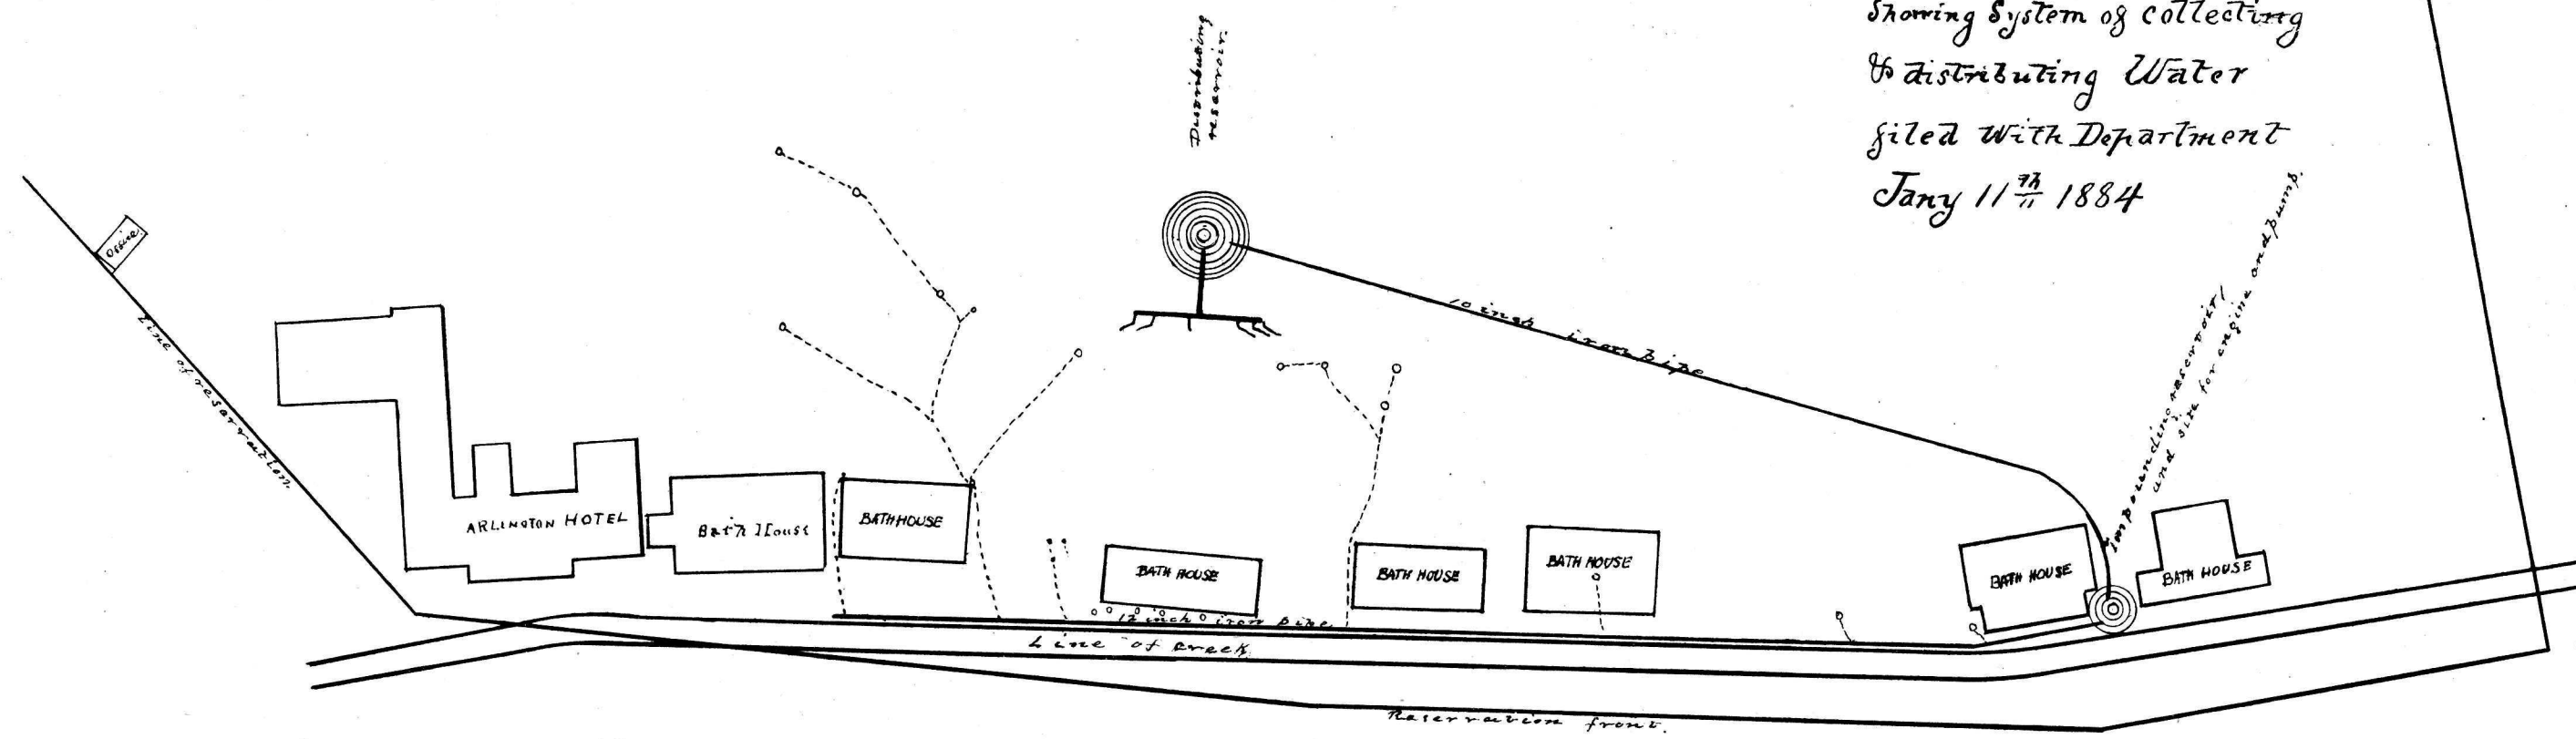 Showing System of collecting
& distributing Water
filed with Department
Jany 11th 1884
Distributing
reservoir.
Office.
Line of reservation.
10 inch iron pipe
Impounding reservoir
and site for engine and pump.
ARLINGTON HOTEL
Bath House
BATH HOUSE
BATH HOUSE
BATH HOUSE
BATH HOUSE
BATH HOUSE
BATH HOUSE
12 inch iron pipe
Line of creek
Reservation front.